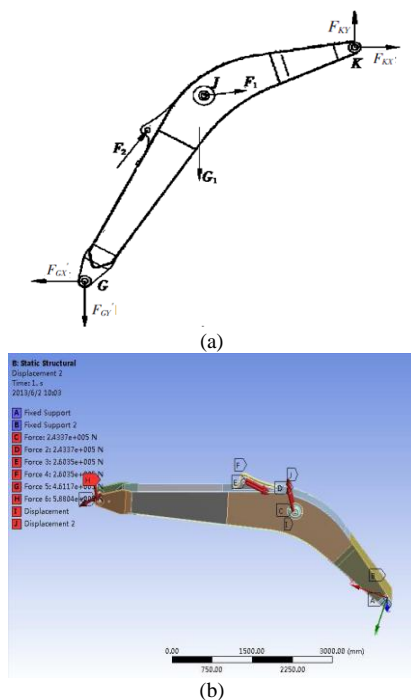 F_KY
K
F_KX'
J
F_1
F_2
G_1
F_GX'
G
F_GY'
(a)
B: Static Structural
Displacement 2
Time: 1. s
2013/6/2 10:03
A Fixed Support
B Fixed Support 2
C Force: 2.4337e+005 N
D Force 2: 2.4337e+005 N
E Force 3: 2.6035e+005 N
F Force 4: 2.6035e+005 N
G Force 5: 4.6117e+005
H Force 6: 5.8804e+005
I Displacement
J Displacement 2
H
F
E
J
D
C
I
B
A
0.00 1500.00 3000.00 (mm)
750.00 2250.00
(b)